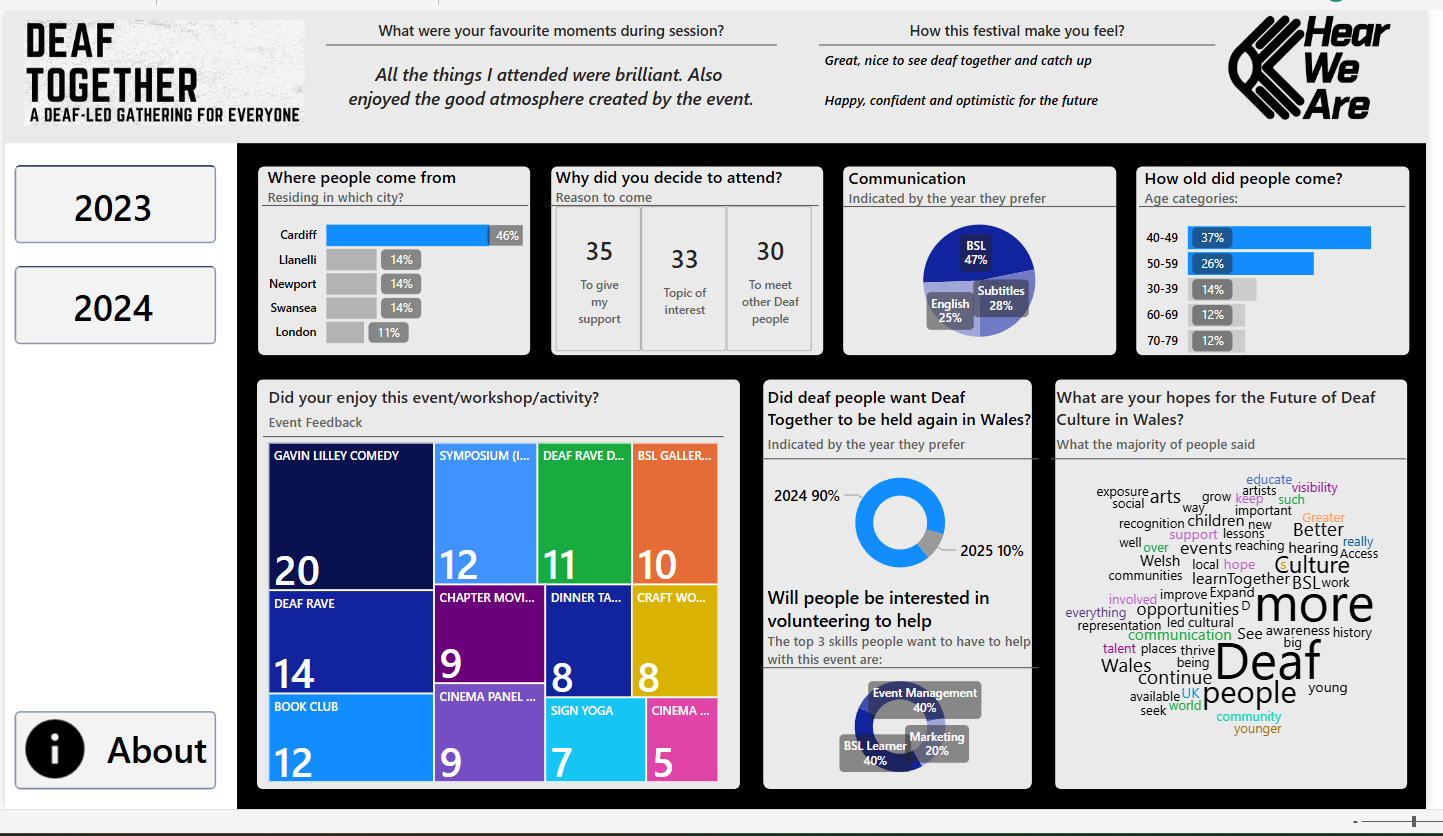 DEAF
TOGETHER
A DEAF-LED GATHERING FOR EVERYONE
What were your favourite moments during session?
All the things I attended were brilliant. Also
enjoyed the good atmosphere created by the event.
How this festival make you feel?
Great, nice to see deaf together and catch up
Happy, confident and optimistic for the future
Hear
We
Are
2023
2024
i About
Where people come from
Residing in which city?
Cardiff 46%
Llanelli 14%
Newport 14%
Swansea 14%
London 11%
Why did you decide to attend?
Reason to come
35
To give
my
support
33
Topic of
interest
30
To meet
other Deaf
people
Communication
Indicated by the year they prefer
BSL
47%
Subtitles
28%
English
25%
How old did people come?
Age categories:
40-49 37%
50-59 26%
30-39 14%
60-69 12%
70-79 12%
Did your enjoy this event/workshop/activity?
Event Feedback
GAVIN LILLEY COMEDY
20
DEAF RAVE
14
BOOK CLUB
12
SYMPOSIUM (I...
12
DEAF RAVE D...
11
BSL GALLER...
10
CHAPTER MOVI...
9
DINNER TA...
8
CRAFT WO...
8
CINEMA PANEL ...
9
SIGN YOGA
7
CINEMA ...
5
Did deaf people want Deaf
Together to be held again in Wales?
Indicated by the year they prefer
2024 90%
2025 10%
Will people be interested in
volunteering to help
The top 3 skills people want to have to help
with this event are:
Event Management
40%
Marketing
20%
BSL Learner
40%
What are your hopes for the Future of Deaf
Culture in Wales?
What the majority of people said
educate
exposure arts grow artists visibility
social keep such
way important
recognition children new Greater
support lessons Better
well over events reaching hearing really
Access
Welsh local hope Culture
s
communities learn Together BSL work
involved improve Expand
everything opportunities D more
representation led cultural
communication See awareness history
big
talent places thrive Deaf
Wales being
continue
available UK people young
seek world
community
younger